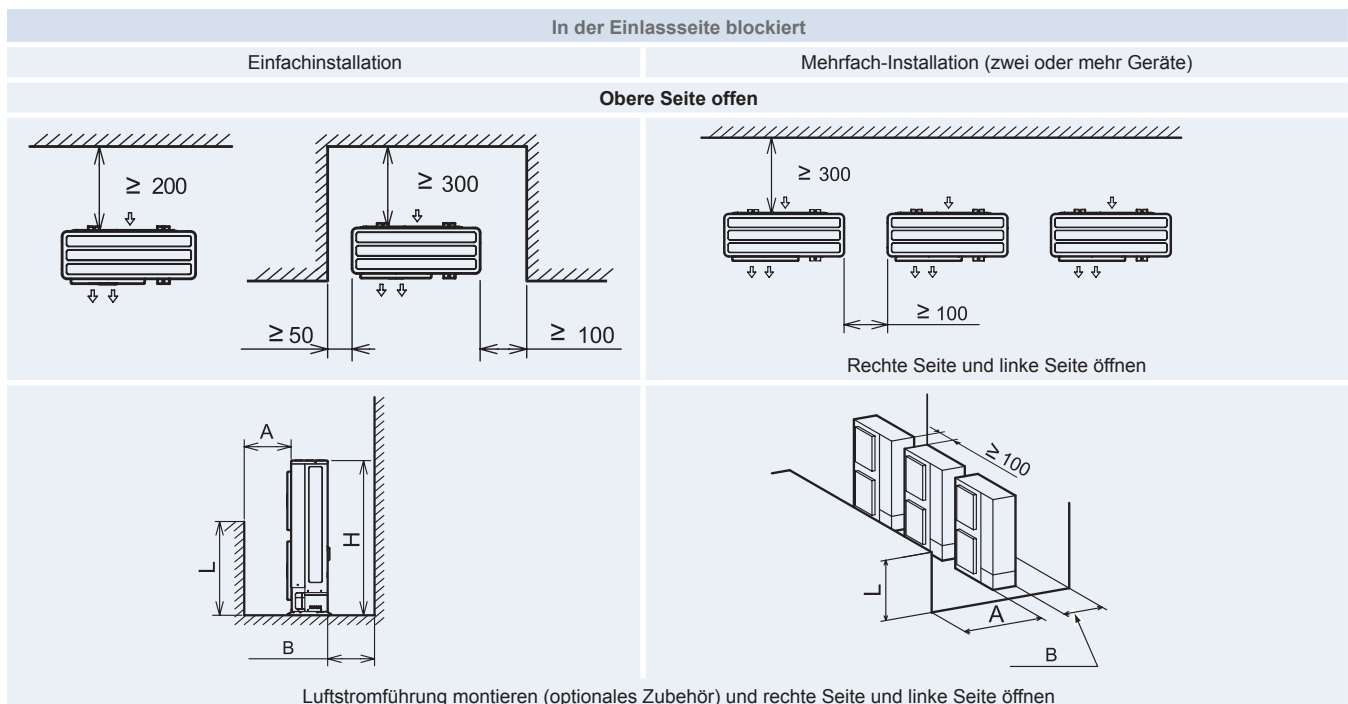 In der Einlassseite blockiert
Einfachinstallation
Mehrfach-Installation (zwei oder mehr Geräte)
Obere Seite offen
≥ 200
≥ 300
≥ 50
≥ 100
≥ 300
≥ 100
Rechte Seite und linke Seite öffnen
A
L
H
B
≥ 100
L
A
B
Luftstromführung montieren (optionales Zubehör) und rechte Seite und linke Seite öffnen